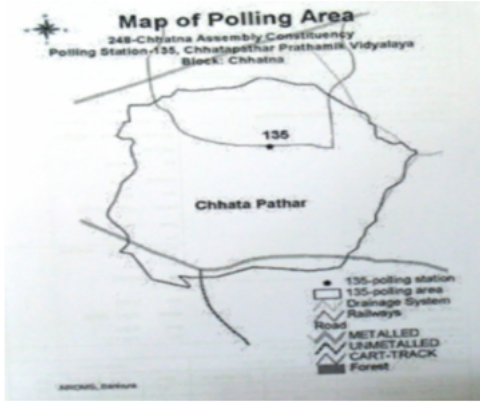 Map of Polling Area
248-Chhatna Assembly Constituency
Polling Station-135, Chhatapathar Prathamik Vidyalaya
Block: Chhatna
135
Chhata Pathar
135-polling station
135-polling area
Drainage System
Railways
Road
METALLED
UNMETALLED
CART-TRACK
Forest
Bankura